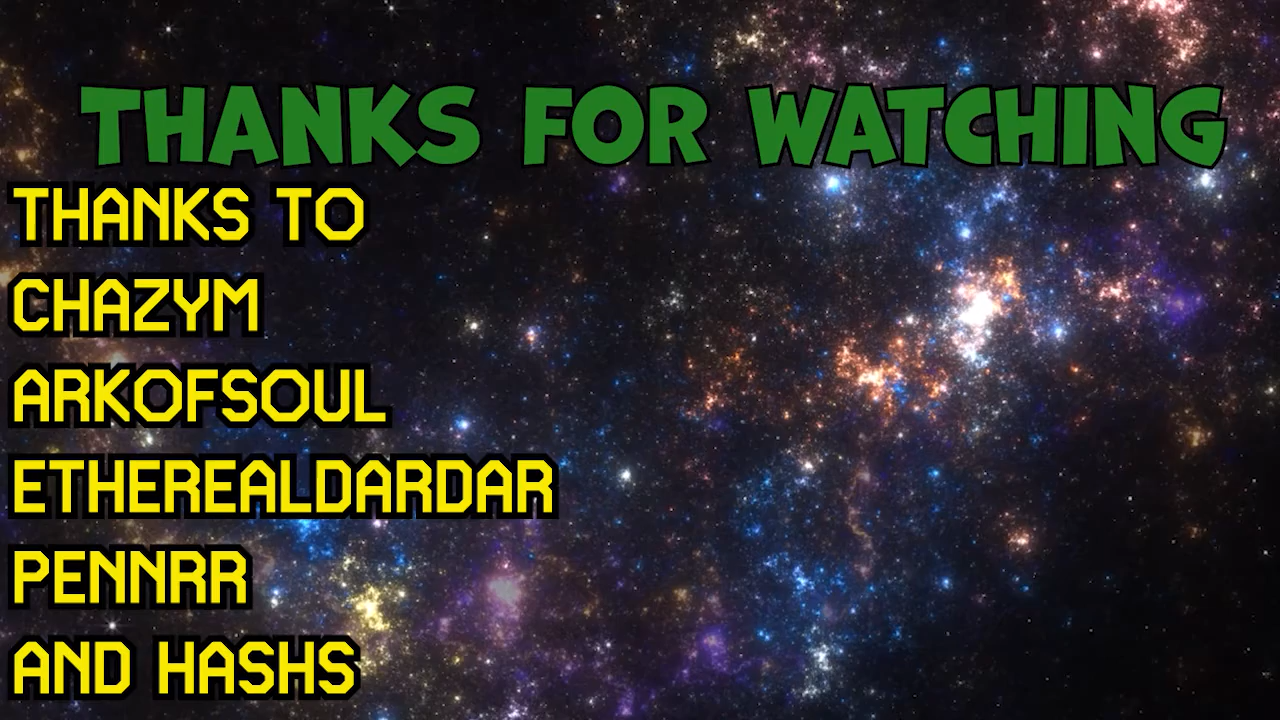 THANKS FOR WATCHING
THANKS TO
CHAZYM
ARKOFSOUL
ETHEREALDARDAR
PENNRR
AND HASHS